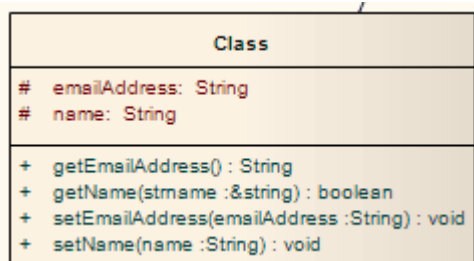 Class
# emailAddress: String
# name: String
+ getEmailAddress() : String
+ getName(strname :&string) : boolean
+ setEmailAddress(emailAddress :String) : void
+ setName(name :String) : void